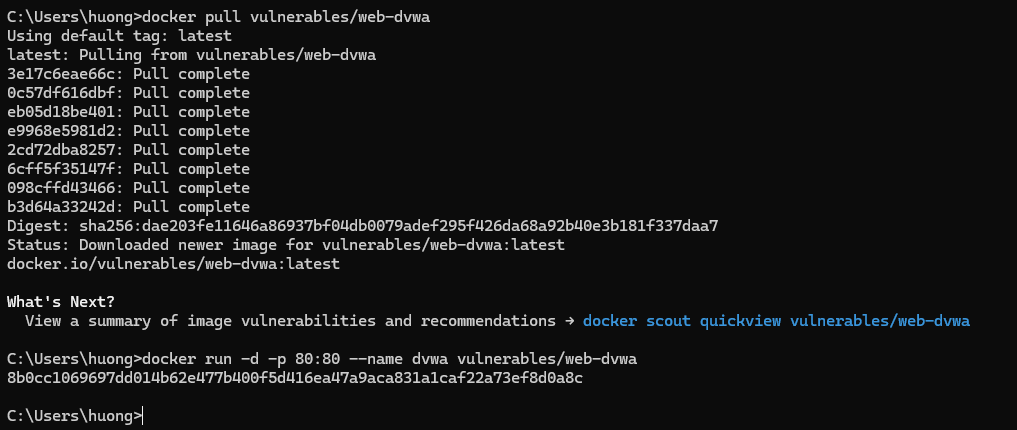 C:\Users\huong>docker pull vulnerables/web-dvwa
Using default tag: latest
latest: Pulling from vulnerables/web-dvwa
3e17c6eae66c: Pull complete
0c57df616dbf: Pull complete
eb05d18be401: Pull complete
e9968e5981d2: Pull complete
2cd72dba8257: Pull complete
6cff5f35147f: Pull complete
098cffd43466: Pull complete
b3d64a33242d: Pull complete
Digest: sha256:dae203fe11646a86937bf04db0079adef295f426da68a92b40e3b181f337daa7
Status: Downloaded newer image for vulnerables/web-dvwa:latest
docker.io/vulnerables/web-dvwa:latest
What's Next?
View a summary of image vulnerabilities and recommendations → docker scout quickview vulnerables/web-dvwa
C:\Users\huong>docker run -d -p 80:80 --name dvwa vulnerables/web-dvwa
8b0cc1069697dd014b62e477b400f5d416ea47a9aca831a1caf22a73ef8d0a8c
C:\Users\huong>